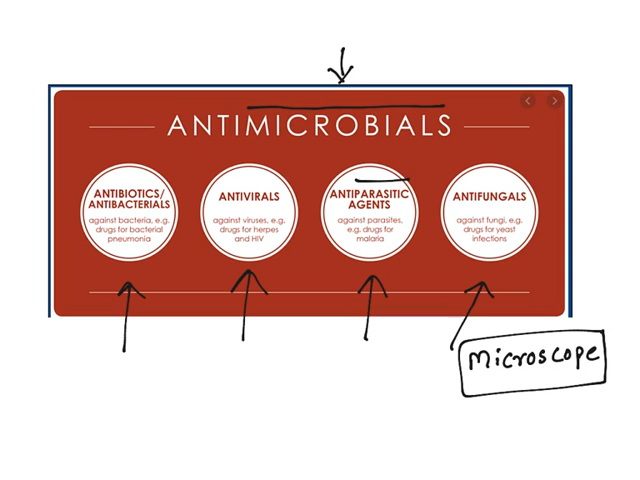 ANTIMICROBIALS
ANTIBIOTICS/
ANTIBACTERIALS
against bacteria, e.g.
drugs for bacterial
pneumonia
ANTIVIRALS
against viruses, e.g.
drugs for herpes
and HIV
ANTIPARASITIC
AGENTS
against parasites,
e.g. drugs for
malaria
ANTIFUNGALS
against fungi, e.g.
drugs for yeast
infections
Microscope